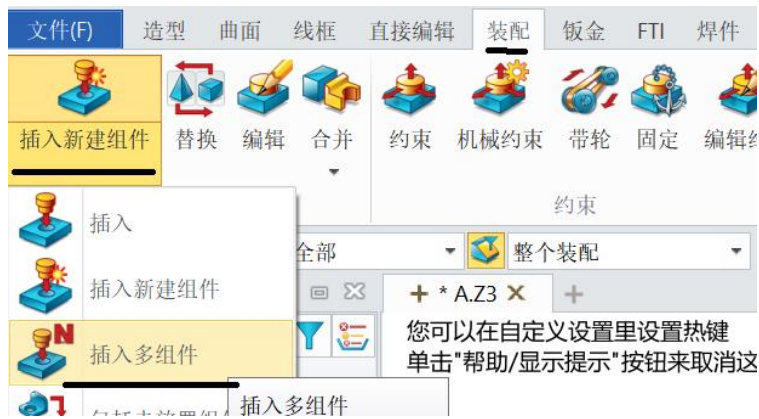 文件(F) 造型 曲面 线框 直接编辑 装配 钣金 FTI 焊件
插入新建组件 替换 编辑 合并 约束 机械约束 带轮 固定
约束
插入
全部 整个装配
插入新建组件
* A.Z3
N
插入多组件
您可以在自定义设置里设置热键
单击"帮助/显示提示"按钮来取消这
插入多组件